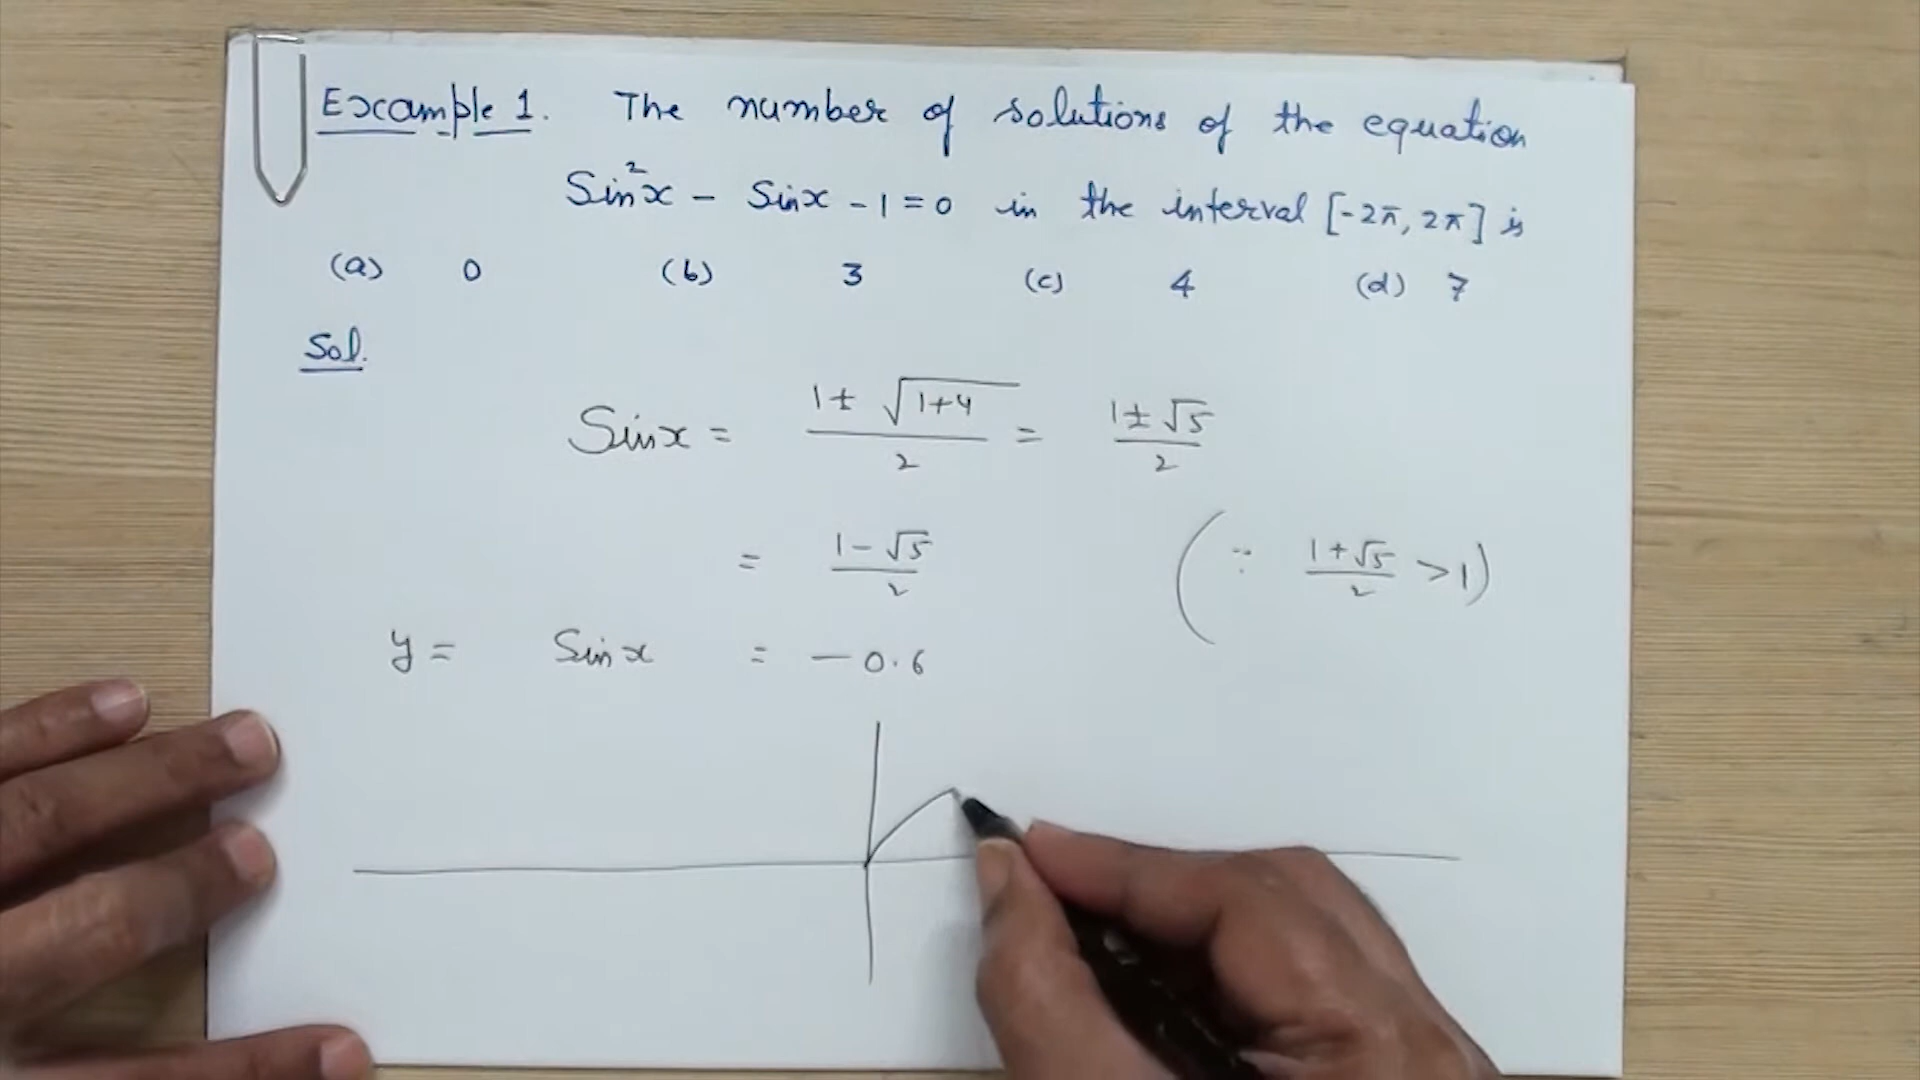 Example 1. The number of solutions of the equation
Sin²x - Sinx - 1 = 0 in the interval [-2π, 2π] is
(a) 0 (b) 3 (c) 4 (d) 7
Sol.
Sinx = (1 ± √(1+4))/2 = (1 ± √5)/2
= (1 - √5)/2 (∵ (1 + √5)/2 > 1)
y = Sinx = -0.6